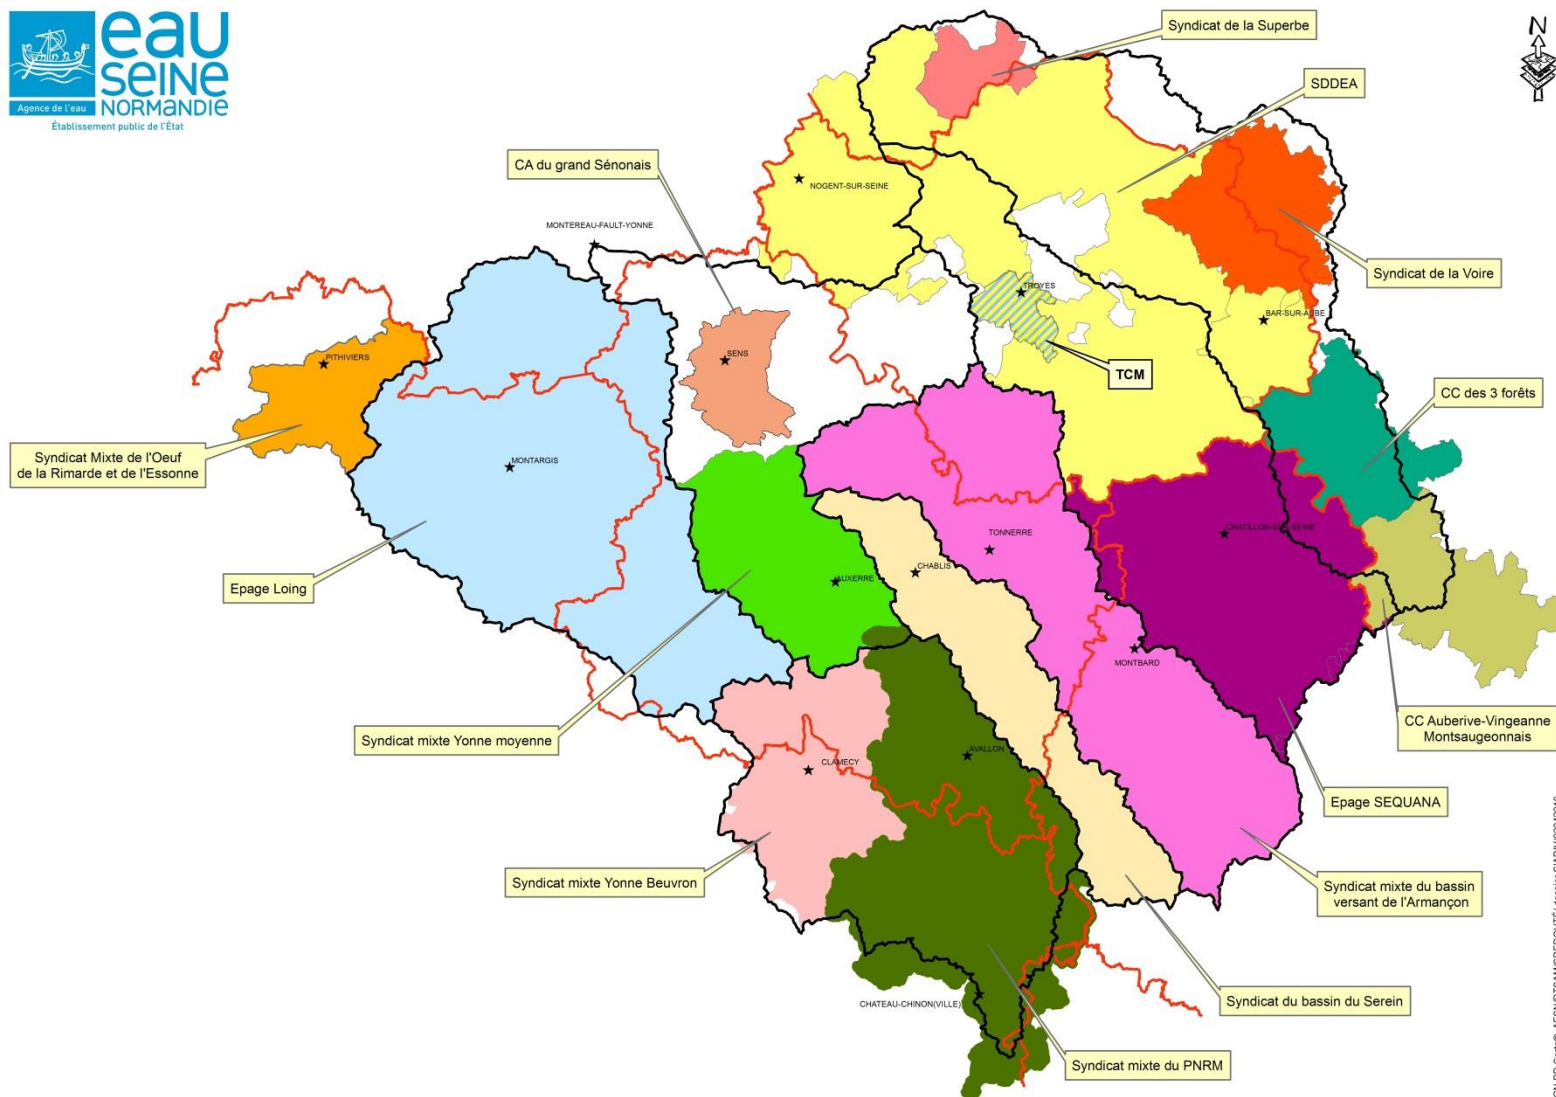 eau
SEINE
NORMANDIE
Agence de l'eau
Établissement public de l'État
N
Syndicat de la Superbe
SDDEA
CA du grand Sénonais
NOGENT-SUR-SEINE
MONTEREAU-FAULT-YONNE
Syndicat de la Voire
TROYES
BAR-SUR-AUBE
PITHIVIERS
SENS
TCM
CC des 3 forêts
Syndicat Mixte de l'Oeuf
de la Rimarde et de l'Essonne
MONTARGIS
CHATILLON-SUR-SEINE
TONNERRE
CHABLIS
AUXERRE
Epage Loing
MONTBARD
CC Auberive-Vingeanne
Montsaugeonnais
Syndicat mixte Yonne moyenne
AVALLON
CLAMECY
Epage SEQUANA
Syndicat mixte Yonne Beuvron
Syndicat mixte du bassin
versant de l'Armançon
CHATEAU-CHINON(VILLE)
Syndicat du bassin du Serein
Syndicat mixte du PNRM